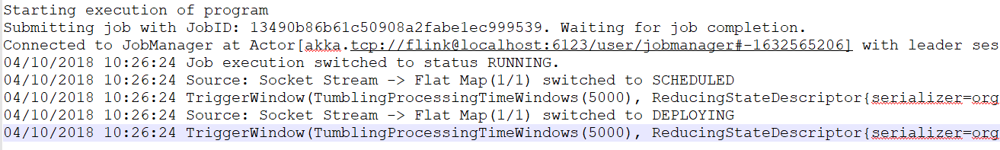 Starting execution of program
Submitting job with JobID: 13490b86b61c50908a2fabe1ec999539. Waiting for job completion.
Connected to JobManager at Actor[akka.tcp://flink@localhost:6123/user/jobmanager#-1632565206] with leader ses
04/10/2018 10:26:24 Job execution switched to status RUNNING.
04/10/2018 10:26:24 Source: Socket Stream -> Flat Map(1/1) switched to SCHEDULED
04/10/2018 10:26:24 TriggerWindow(TumblingProcessingTimeWindows(5000), ReducingStateDescriptor{serializer=org
04/10/2018 10:26:24 Source: Socket Stream -> Flat Map(1/1) switched to DEPLOYING
04/10/2018 10:26:24 TriggerWindow(TumblingProcessingTimeWindows(5000), ReducingStateDescriptor{serializer=org